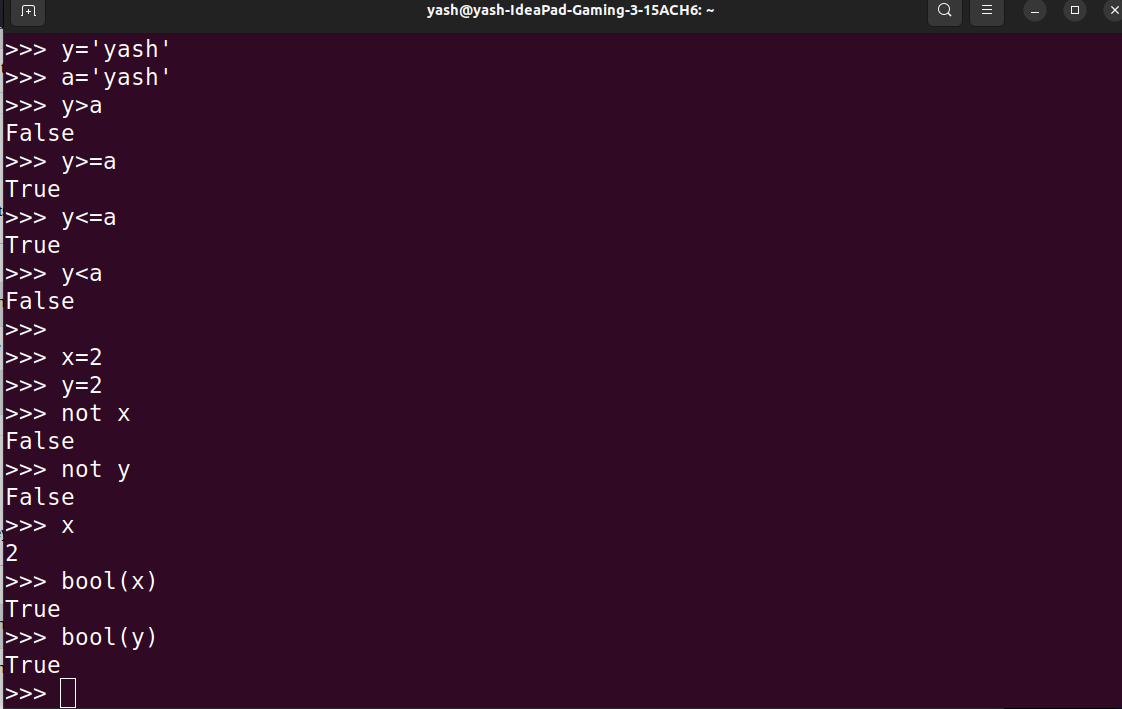 yash@yash-IdeaPad-Gaming-3-15ACH6: ~
>>> y='yash'
>>> a='yash'
>>> y>a
False
>>> y>=a
True
>>> y<=a
True
>>> y<a
False
>>>
>>> x=2
>>> y=2
>>> not x
False
>>> not y
False
>>> x
2
>>> bool(x)
True
>>> bool(y)
True
>>>